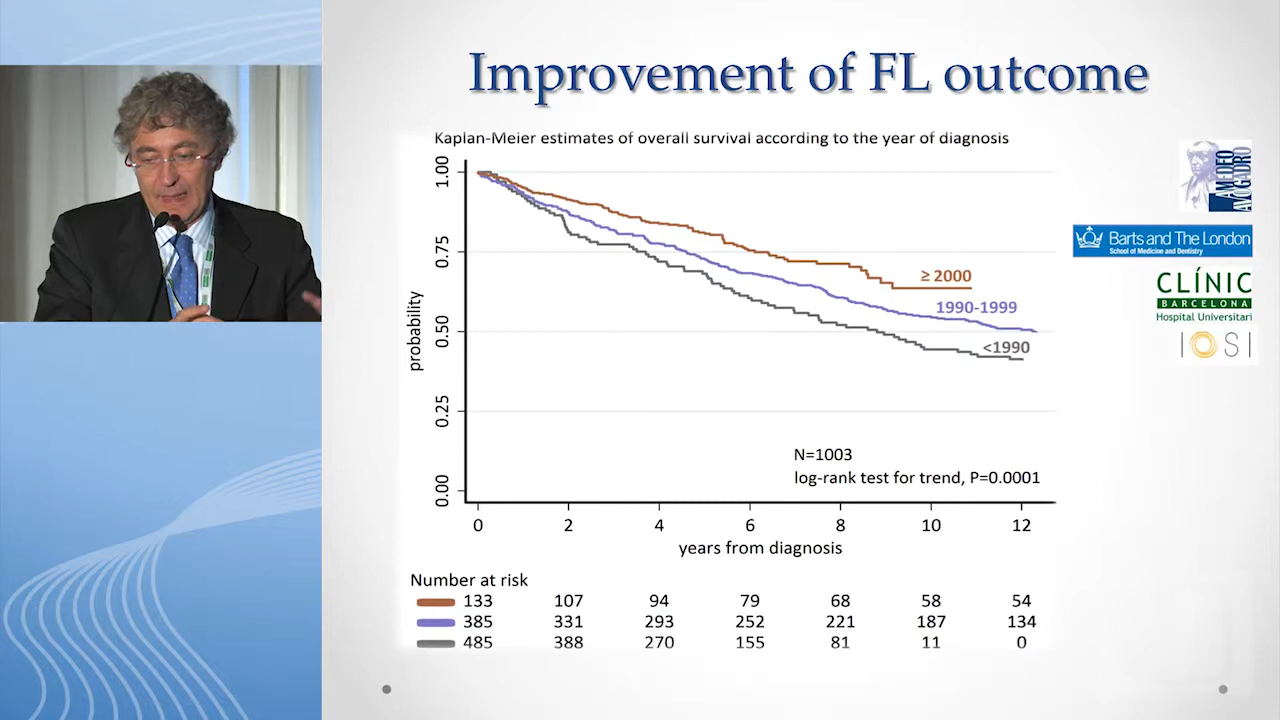 Improvement of FL outcome
Kaplan-Meier estimates of overall survival according to the year of diagnosis
1.00
0.75
0.50
0.25
0.00
probability
≥ 2000
1990-1999
<1990
N=1003
log-rank test for trend, P=0.0001
0 2 4 6 8 10 12
years from diagnosis
Number at risk
133 107 94 79 68 58 54
385 331 293 252 221 187 134
485 388 270 155 81 11 0
AMEDEO
AVOGADRO
Barts and The London
School of Medicine and Dentistry
CLÍNIC
BARCELONA
Hospital Universitari
IOSI